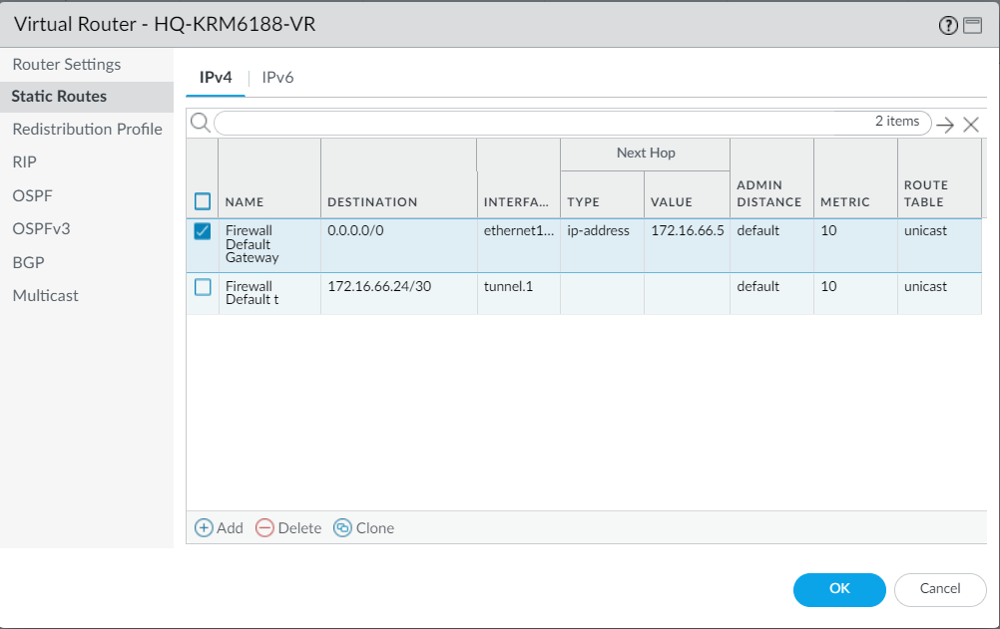 Virtual Router - HQ-KRM6188-VR
Router Settings
Static Routes
Redistribution Profile
RIP
OSPF
OSPFv3
BGP
Multicast
IPv4
IPv6
2 items
Next Hop
NAME
DESTINATION
INTERFA...
TYPE
VALUE
ADMIN
DISTANCE
METRIC
ROUTE
TABLE
Firewall
Default
Gateway
0.0.0.0/0
ethernet1...
ip-address
172.16.66.5
default
10
unicast
Firewall
Default t
172.16.66.24/30
tunnel.1
default
10
unicast
Add
Delete
Clone
OK
Cancel